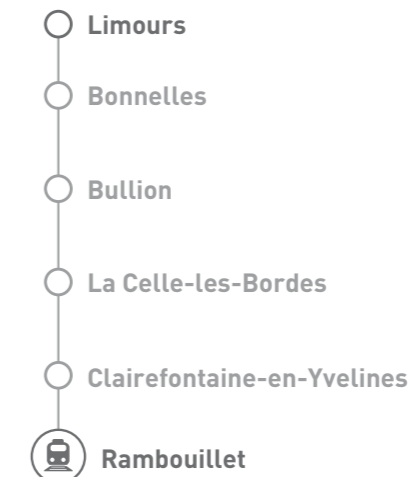 Limours
Bonnelles
Bullion
La Celle-les-Bordes
Clairefontaine-en-Yvelines
Rambouillet